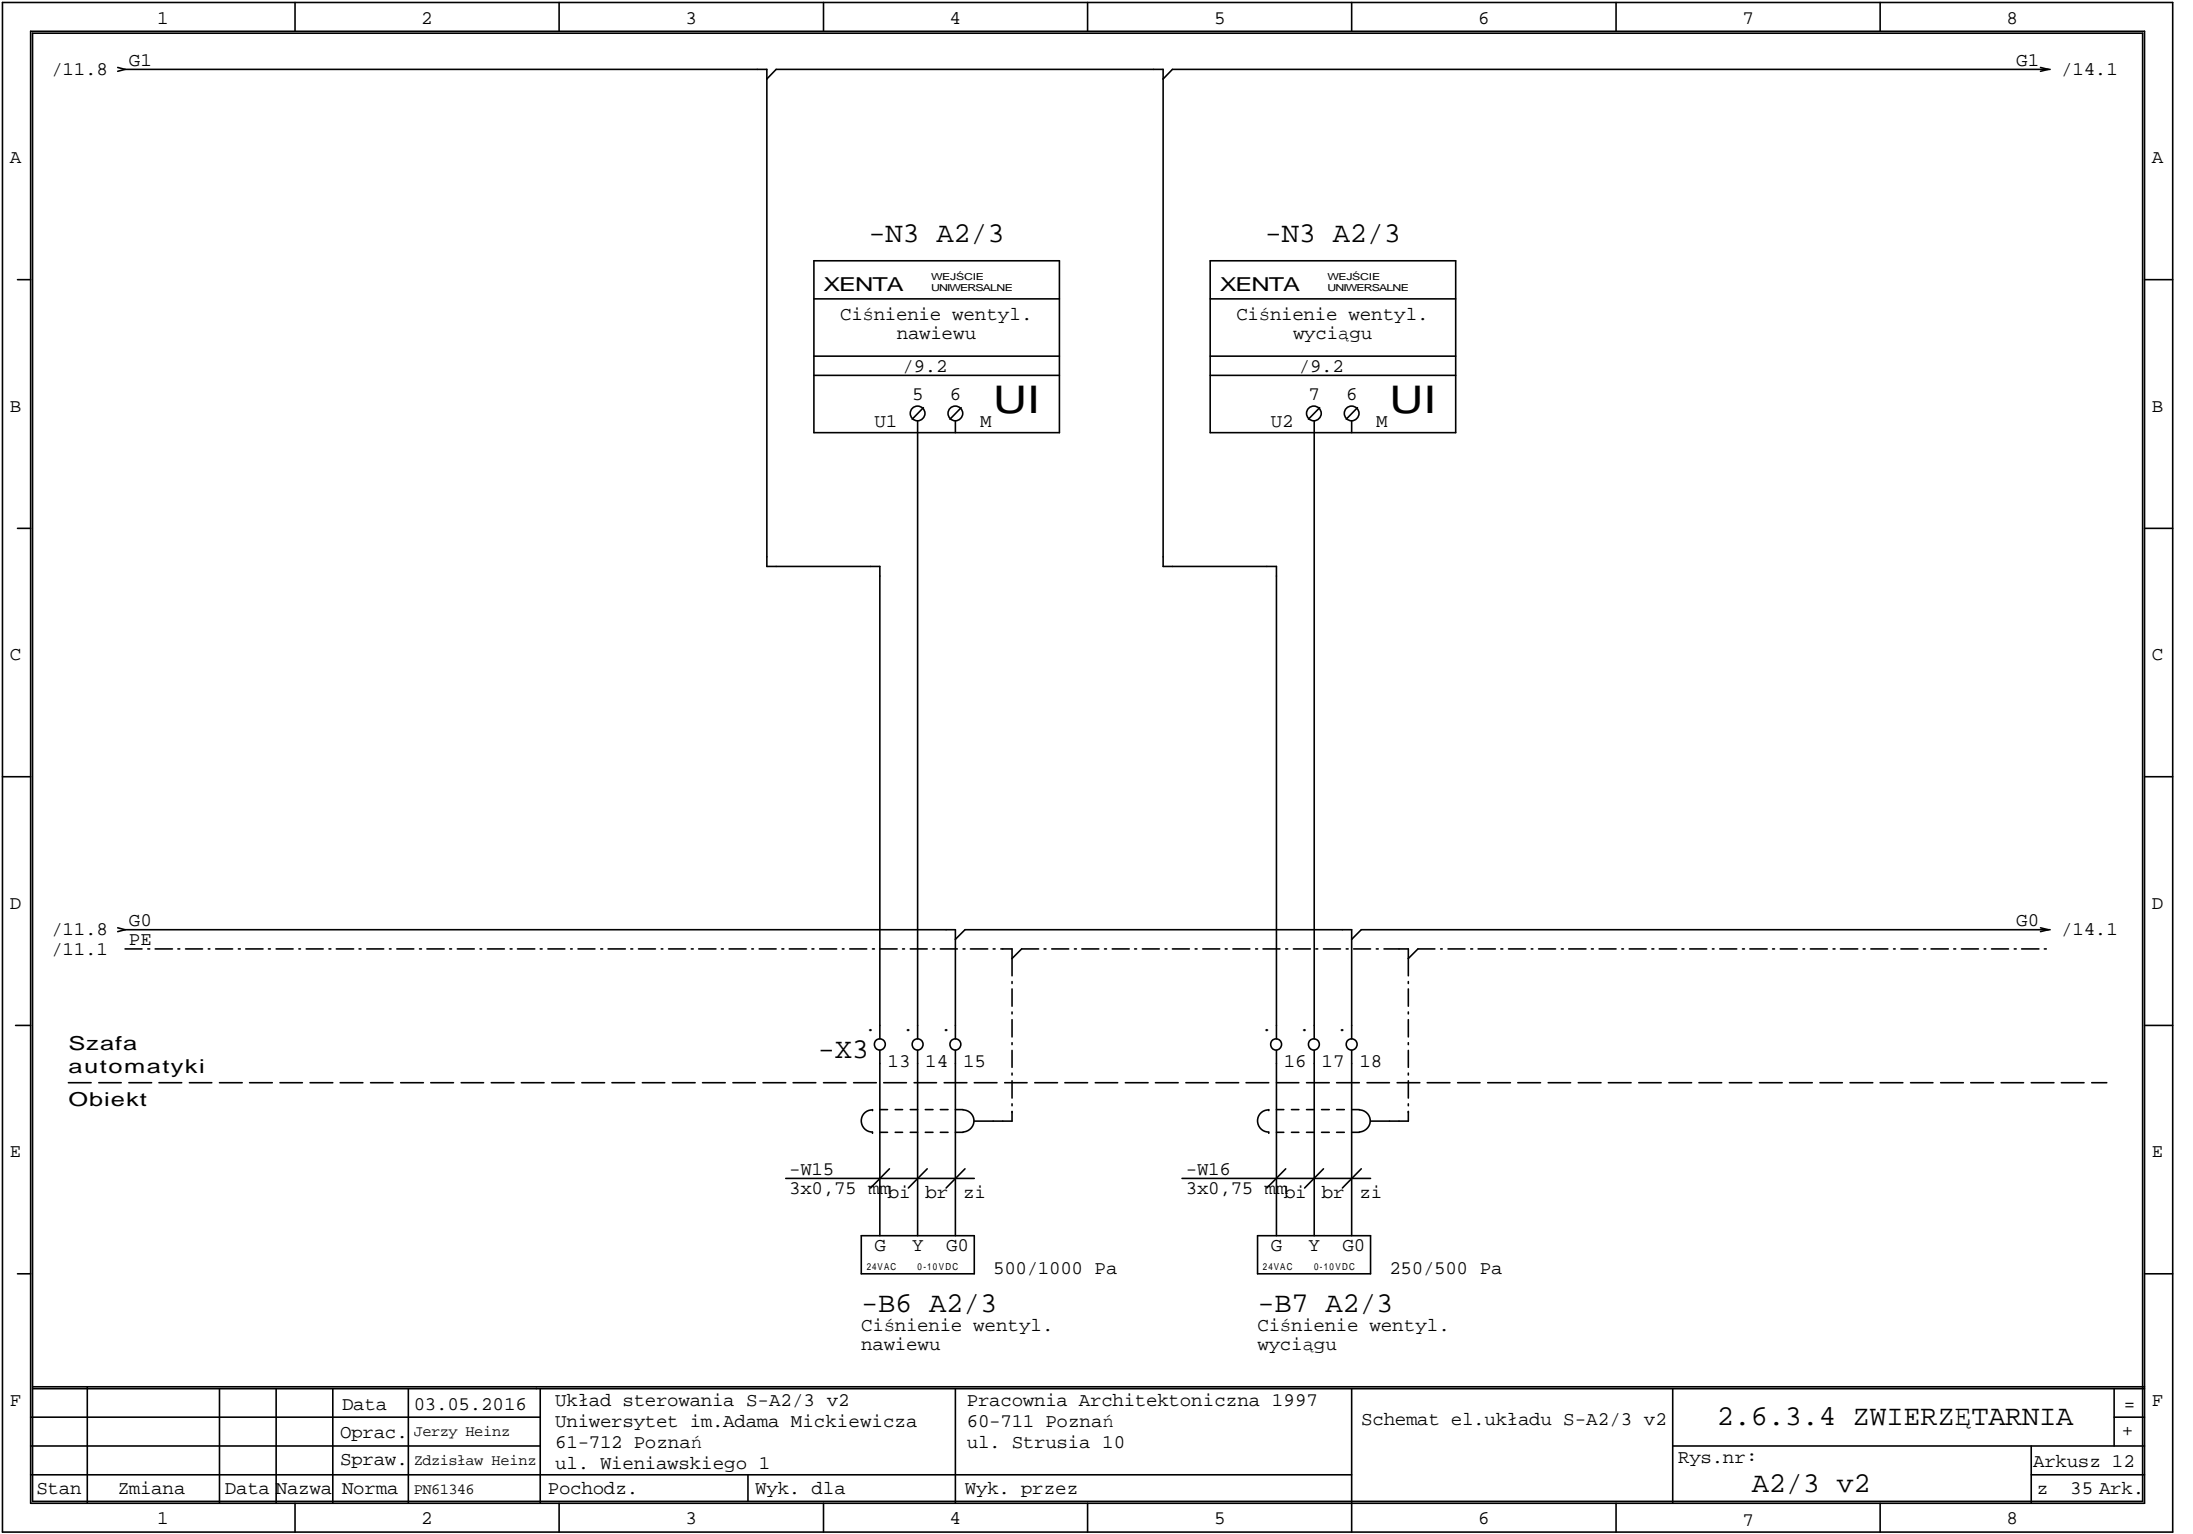 1 2 3 4 5 6 7 8
/11.8 G1
G1 /14.1
A A
-N3 A2/3
XENTA WEJŚCIE
UNIWERSALNE
Ciśnienie wentyl.
nawiewu
/9.2
5 6 UI
U1 M
-N3 A2/3
XENTA WEJŚCIE
UNIWERSALNE
Ciśnienie wentyl.
wyciągu
/9.2
7 6 UI
U2 M
B B
C C
D D
/11.8 G0
/11.1 PE
G0 /14.1
Szafa
automatyki
Obiekt
-X3 13 14 15
16 17 18
E E
-W15
3x0,75 mm bi br zi
G Y G0
24VAC 0-10VDC
500/1000 Pa
-B6 A2/3
Ciśnienie wentyl.
nawiewu
-W16
3x0,75 mm bi br zi
G Y G0
24VAC 0-10VDC
250/500 Pa
-B7 A2/3
Ciśnienie wentyl.
wyciągu
F F
Data 03.05.2016
Oprac. Jerzy Heinz
Spraw. Zdzisław Heinz
Stan Zmiana Data Nazwa Norma PN61346
Układ sterowania S-A2/3 v2
Uniwersytet im.Adama Mickiewicza
61-712 Poznań
ul. Wieniawskiego 1
Pochodz. Wyk. dla
Pracownia Architektoniczna 1997
60-711 Poznań
ul. Strusia 10
Wyk. przez
Schemat el.układu S-A2/3 v2
2.6.3.4 ZWIERZĘTARNIA
=
+
Rys.nr:
A2/3 v2
Arkusz 12
z 35 Ark.
1 2 3 4 5 6 7 8